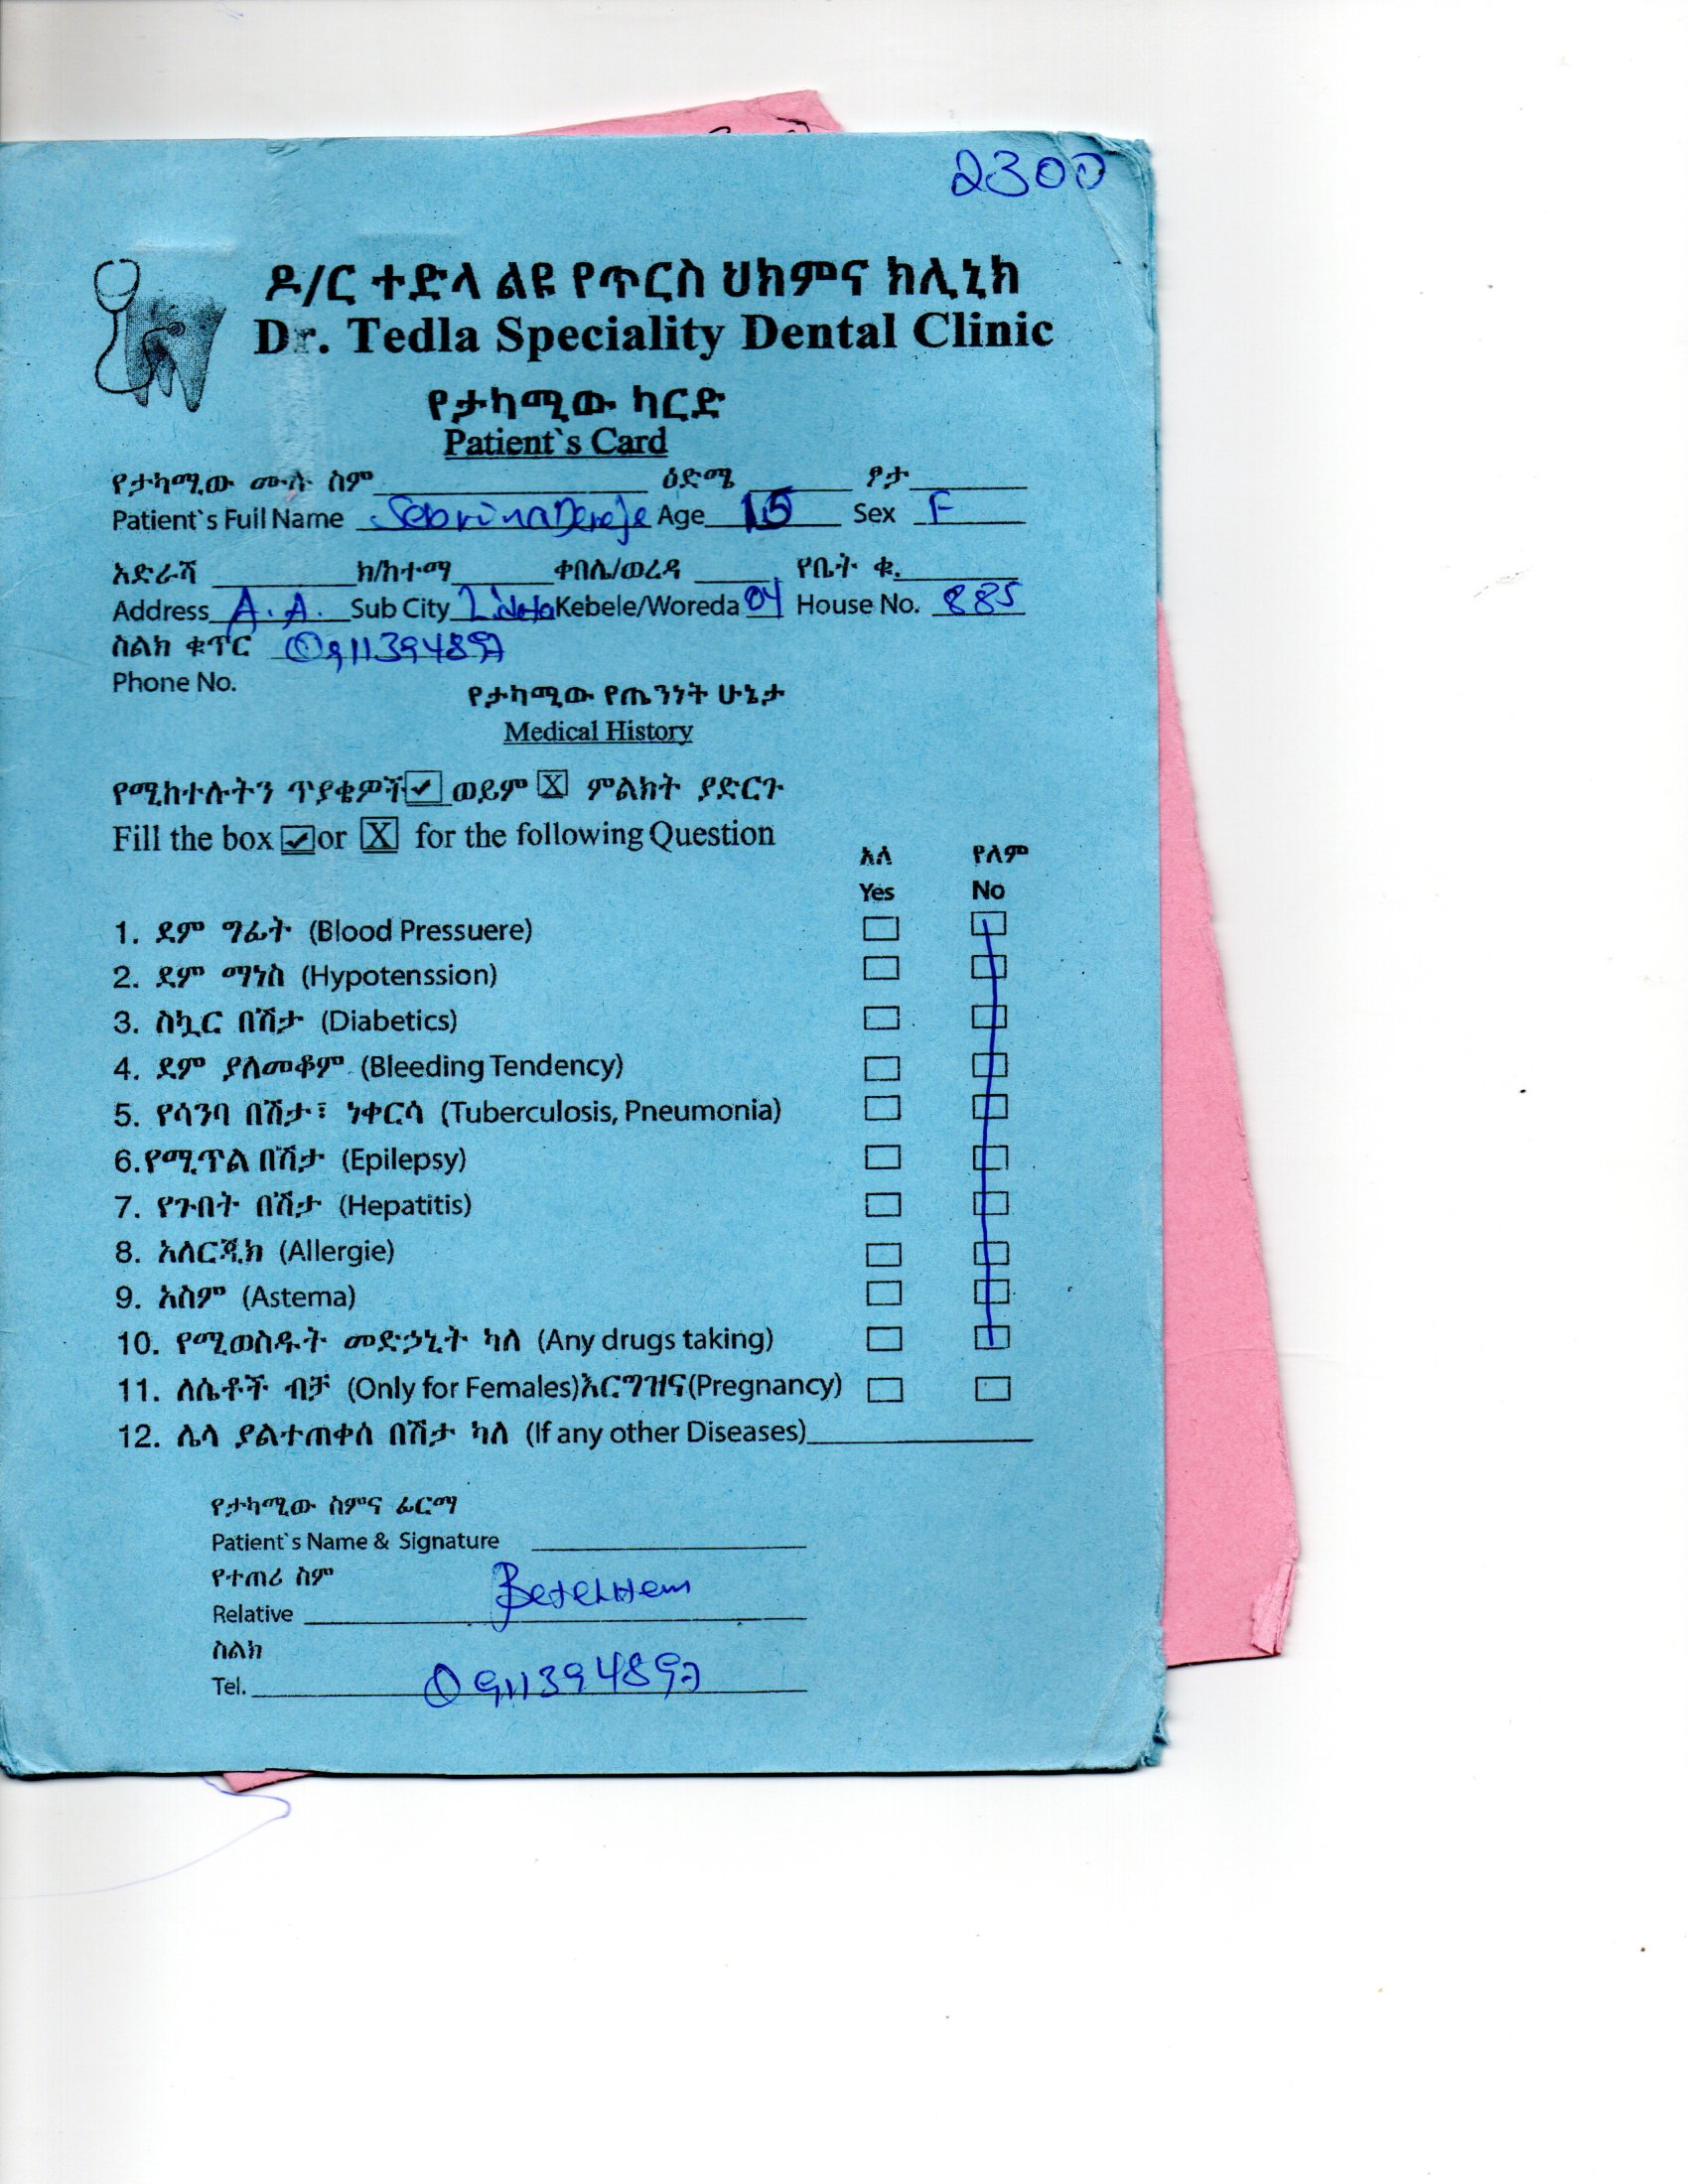 2300
ዶ/ር ተድላ ልዩ የጥርስ ህክምና ክሊኒክ
Dr. Tedla Speciality Dental Clinic
የታካሚው ካርድ
Patient`s Card
የታካሚው ሙሉ ስም ዕድሜ ፆታ
Patient`s Full Name Sebrina Dereje Age 15 Sex F
አድራሻ ክ/ከተማ ቀበሌ/ወረዳ የቤት ቁ.
Address A.A. Sub City Lideta Kebele/Woreda 04 House No. 885
ስልክ ቁጥር 0911394897
Phone No.
የታካሚው የጤንነት ሁኔታ
Medical History
የሚከተሉትን ጥያቄዎች ✓ ወይም X ምልክት ያድርጉ
Fill the box ✓ or X for the following Question
አለ የለም
Yes No
1. ደም ግፊት (Blood Pressuere)
2. ደም ማነስ (Hypotenssion)
3. ስኳር በሽታ (Diabetics)
4. ደም ያለመቆም (Bleeding Tendency)
5. የሳንባ በሽታ፣ ነቀርሳ (Tuberculosis, Pneumonia)
6.የሚጥል በሽታ (Epilepsy)
7. የጉበት በሽታ (Hepatitis)
8. አለርጂክ (Allergie)
9. አስም (Astema)
10. የሚወስዱት መድኃኒት ካለ (Any drugs taking)
11. ለሴቶች ብቻ (Only for Females)እርግዝና(Pregnancy)
12. ሌላ ያልተጠቀሰ በሽታ ካለ (If any other Diseases)
የታካሚው ስምና ፊርማ
Patient`s Name & Signature
የተጠሪ ስም
Relative Betelhem
ስልክ
Tel. 0911394897